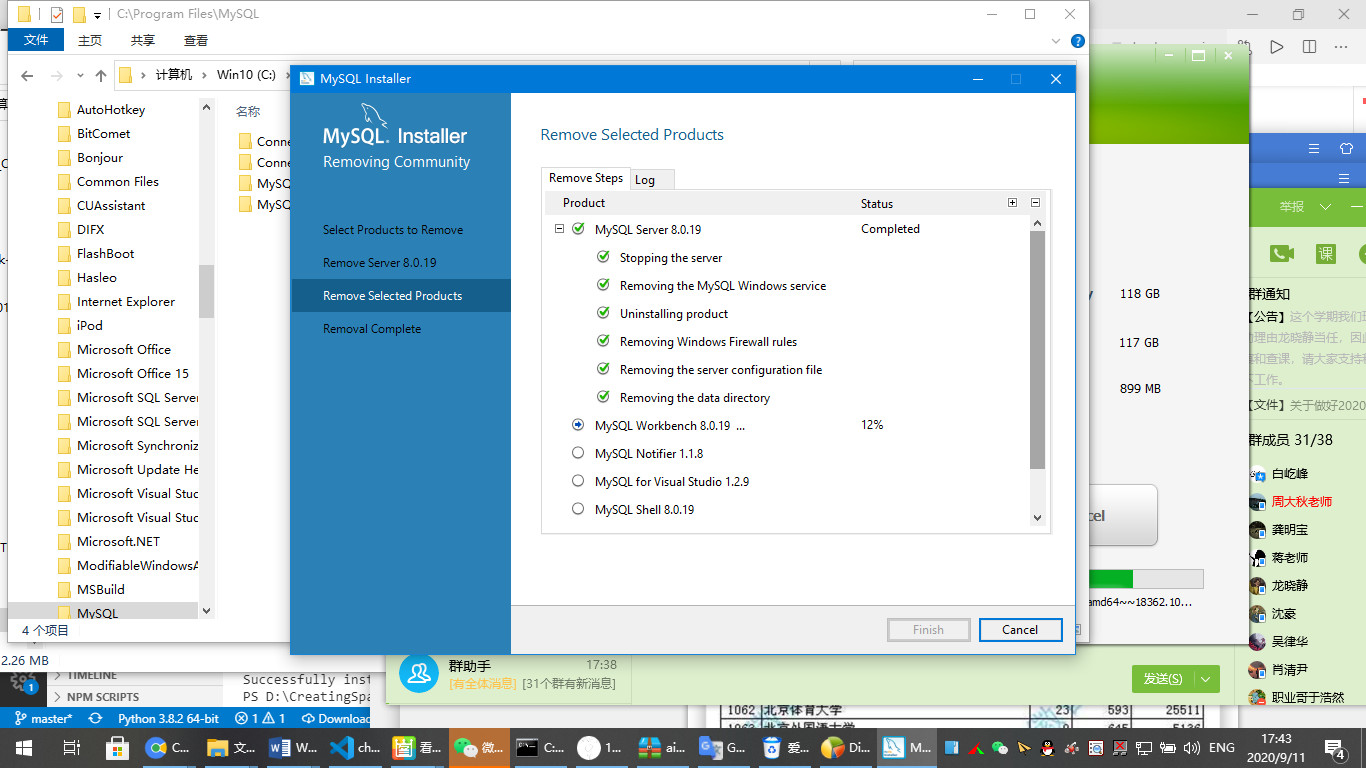 C:\Program Files\MySQL
文件 主页 共享 查看
计算机 Win10 (C:)
名称
AutoHotkey
BitComet
Bonjour
Common Files
CUAssistant
DIFX
FlashBoot
Hasleo
Internet Explorer
iPod
Microsoft Office
Microsoft Office 15
Microsoft SQL Server
Microsoft SQL Server
Microsoft Synchroniz
Microsoft Update He
Microsoft Visual Stud
Microsoft Visual Stud
Microsoft.NET
ModifiableWindowsA
MSBuild
MySQL
Conne
Conne
MySQ
MySQ
4 个项目
2.26 MB
MySQL Installer
MySQL. Installer
Removing Community
Select Products to Remove
Remove Server 8.0.19
Remove Selected Products
Removal Complete
Remove Selected Products
Remove Steps Log
Product Status
MySQL Server 8.0.19 Completed
Stopping the server
Removing the MySQL Windows service
Uninstalling product
Removing Windows Firewall rules
Removing the server configuration file
Removing the data directory
MySQL Workbench 8.0.19 ... 12%
MySQL Notifier 1.1.8
MySQL for Visual Studio 1.2.9
MySQL Shell 8.0.19
Finish Cancel
118 GB
117 GB
899 MB
cel
amd64~~18362.10...
举报
课
群通知
【公告】这个学期我们班
助理由龙晓静当任，因此
和查课，请大家支持
工作。
【文件】关于做好2020
群成员 31/38
白屹峰
周大秋老师
龚明宝
蒋老师
龙晓静
沈豪
吴律华
肖清尹
职业哥于浩然
群助手 17:38
[有全体消息] [31个群有新消息]
发送(S)
TIMELINE
NPM SCRIPTS
Successfully inst
PS D:\CreatingSpa
master* Python 3.8.2 64-bit 1 1 Downloac
1062 北京体育大学 23 593 25511
C... 文... W... ch... 看... 微... C... 1... ai... G... 爱... Di... M...
ENG
17:43
2020/9/11
4